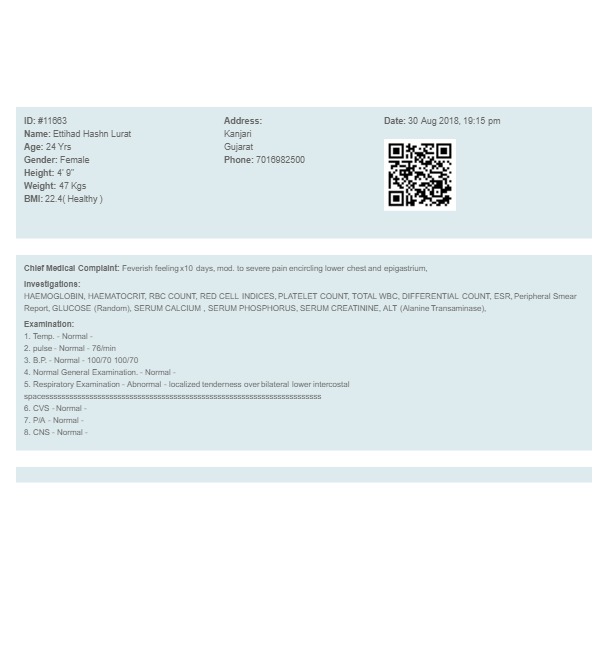 ID: #11663
Name: Ettihad Hashn Lurat
Age: 24 Yrs
Gender: Female
Height: 4' 9"
Weight: 47 Kgs
BMI: 22.4( Healthy )
Address:
Kanjari
Gujarat
Phone: 7016982500
Date: 30 Aug 2018, 19:15 pm
Chief Medical Complaint: Feverish feeling x10 days, mod. to severe pain encircling lower chest and epigastrium,
Investigations:
HAEMOGLOBIN, HAEMATOCRIT, RBC COUNT, RED CELL INDICES, PLATELET COUNT, TOTAL WBC, DIFFERENTIAL COUNT, ESR, Peripheral Smear
Report, GLUCOSE (Random), SERUM CALCIUM , SERUM PHOSPHORUS, SERUM CREATININE, ALT (Alanine Transaminase),
Examination:
1. Temp. - Normal -
2. pulse - Normal - 76/min
3. B.P. - Normal - 100/70 100/70
4. Normal General Examination. - Normal -
5. Respiratory Examination - Abnormal - localized tenderness over bilateral lower intercostal
spacesssssssssssssssssssssssssssssssssssssssssssssssssssssssssssssssssssss
6. CVS - Normal -
7. P/A - Normal -
8. CNS - Normal -